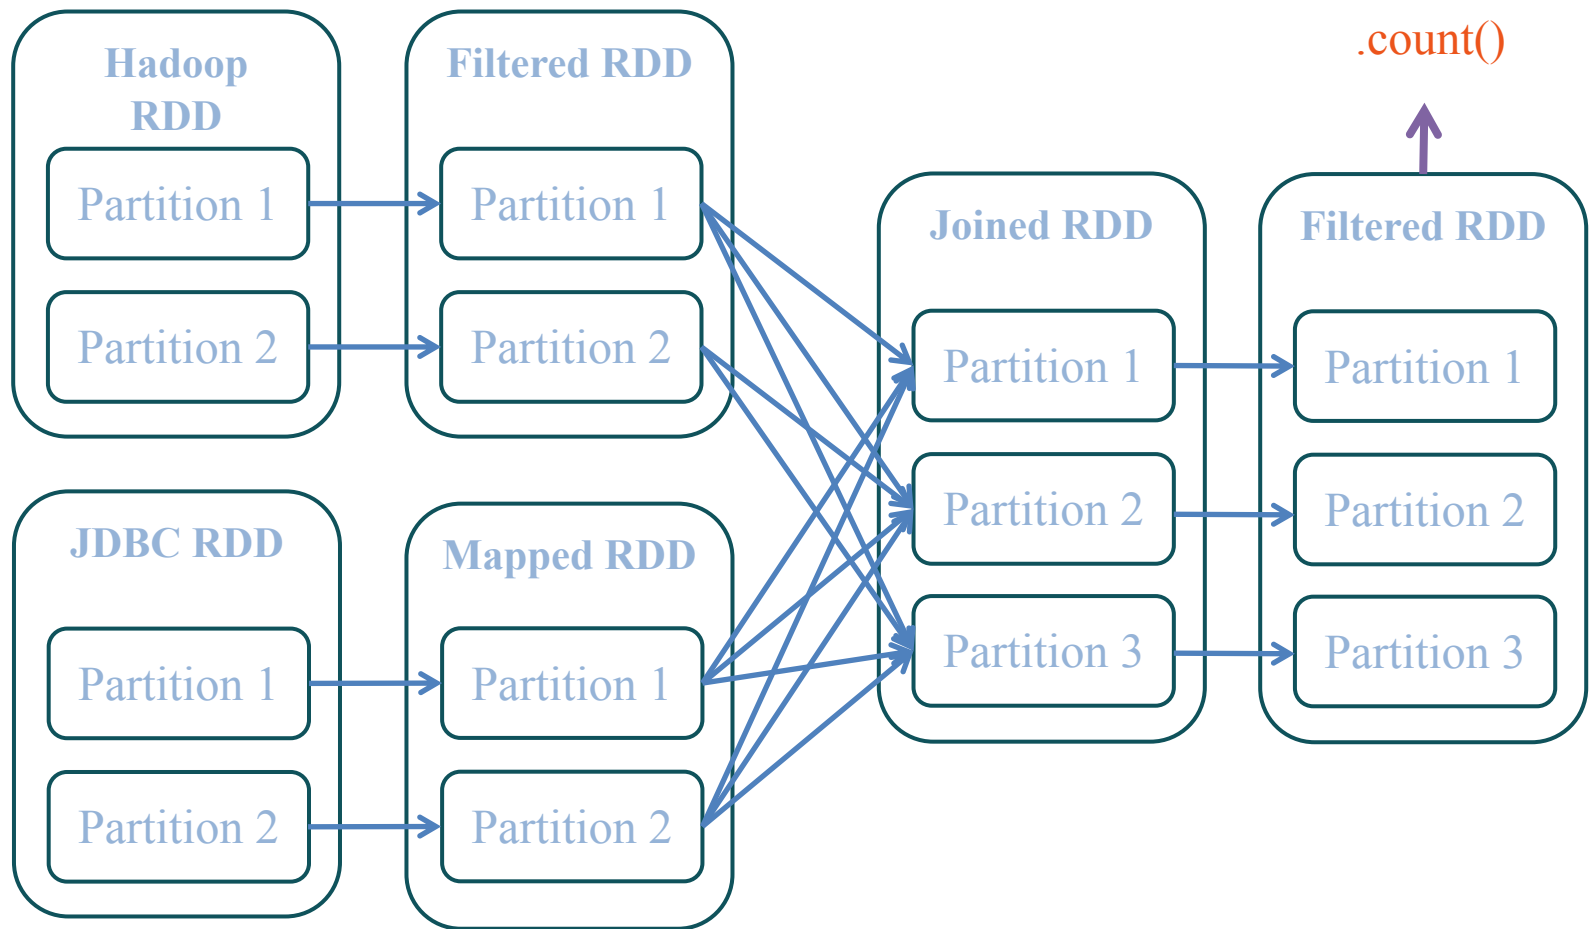 Hadoop
RDD
Partition 1
Partition 2
Filtered RDD
Partition 1
Partition 2
JDBC RDD
Partition 1
Partition 2
Mapped RDD
Partition 1
Partition 2
Joined RDD
Partition 1
Partition 2
Partition 3
.count()
Filtered RDD
Partition 1
Partition 2
Partition 3